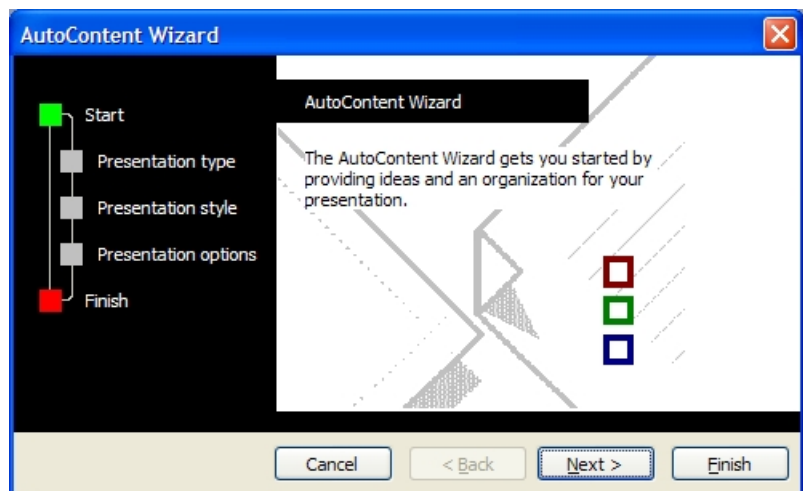 AutoContent Wizard
Start
Presentation type
Presentation style
Presentation options
Finish
AutoContent Wizard
The AutoContent Wizard gets you started by
providing ideas and an organization for your
presentation.
Cancel
< Back
Next >
Finish